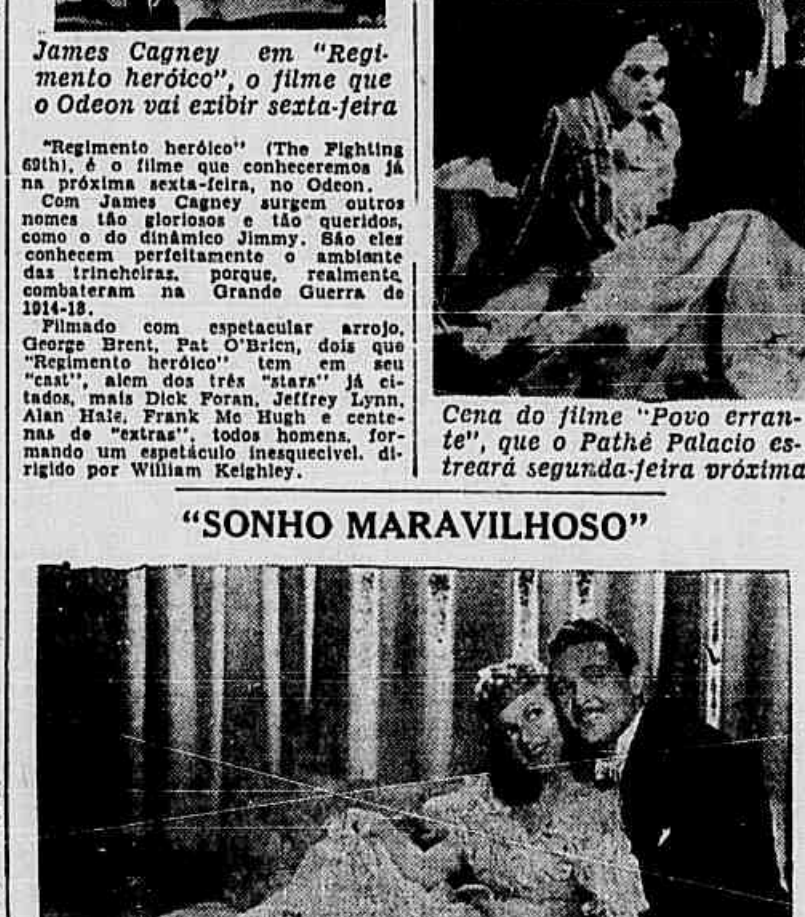 James Cagney em "Regi-
mento heróico", o filme que
o Odeon vai exibir sexta-feira
"Regimento heróico" (The Fighting
69th), é o filme que conheceremos já
na próxima sexta-feira, no Odeon.
Com James Cagney surgem outros
nomes tão gloriosos e tão queridos,
como o do dinâmico Jimmy. São eles
conhecem perfeitamente o ambiente
das trincheiras, porque, realmente,
combateram na Grande Guerra de
1914-18.
Filmado com espetacular arrojo,
George Brent, Pat O'Brien, dois que
"Regimento heróico" tem em seu
"cast", alem dos três "stars" já ci-
tados, mais Dick Foran, Jeffrey Lynn,
Alan Hale, Frank Mc Hugh e cente-
nas de "extras", todos homens, for-
mando um espetáculo inesquecivel, di-
rigido por William Keighley.
Cena do filme "Povo erran-
te", que o Pathé Palacio es-
treará segunda-feira próxima
"SONHO MARAVILHOSO"